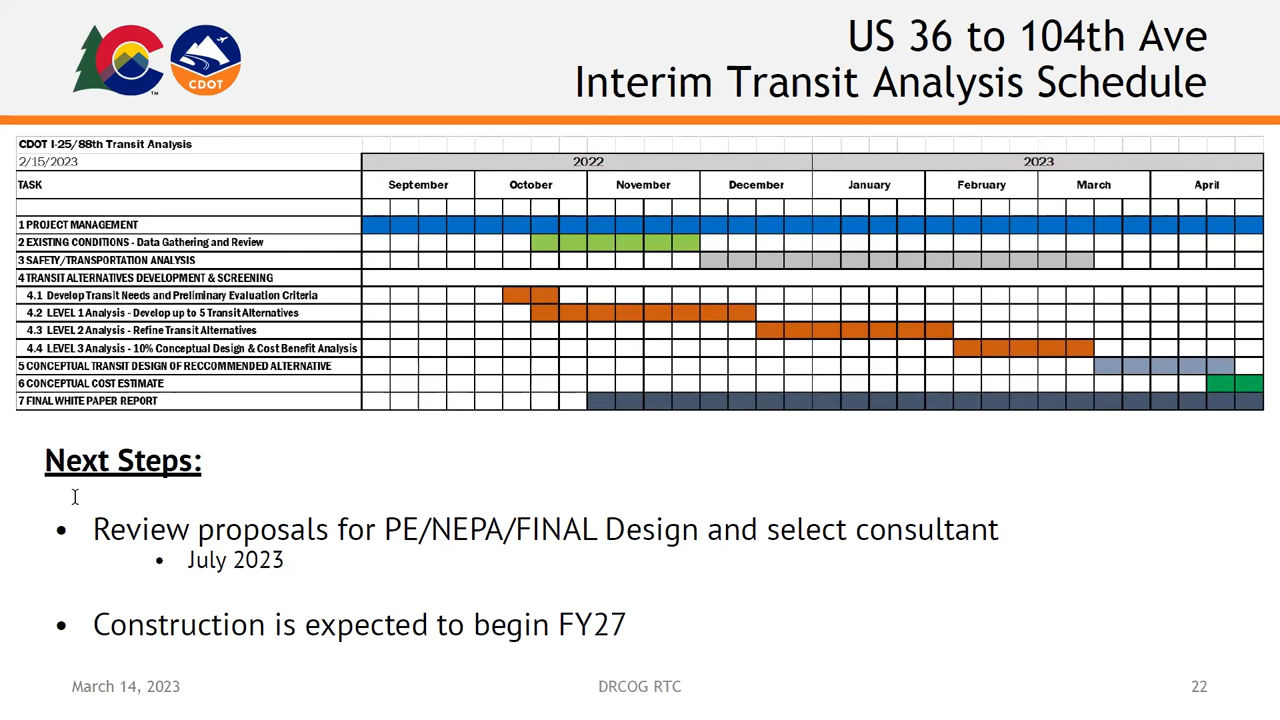 US 36 to 104th Ave
Interim Transit Analysis Schedule
CDOT
TM
CDOT I-25/88th Transit Analysis
2/15/2023
2022
2023
TASK
September
October
November
December
January
February
March
April
1 PROJECT MANAGEMENT
2 EXISTING CONDITIONS - Data Gathering and Review
3 SAFETY/TRANSPORTATION ANALYSIS
4 TRANSIT ALTERNATIVES DEVELOPMENT & SCREENING
4.1 Develop Transit Needs and Preliminary Evaluation Criteria
4.2 LEVEL 1 Analysis - Develop up to 5 Transit Alternatives
4.3 LEVEL 2 Analysis - Refine Transit Alternatives
4.4 LEVEL 3 Analysis - 10% Conceptual Design & Cost Benefit Analysis
5 CONCEPTUAL TRANSIT DESIGN OF RECCOMMENDED ALTERNATIVE
6 CONCEPTUAL COST ESTIMATE
7 FINAL WHITE PAPER REPORT
Next Steps:
• Review proposals for PE/NEPA/FINAL Design and select consultant
• July 2023
• Construction is expected to begin FY27
March 14, 2023
DRCOG RTC
22